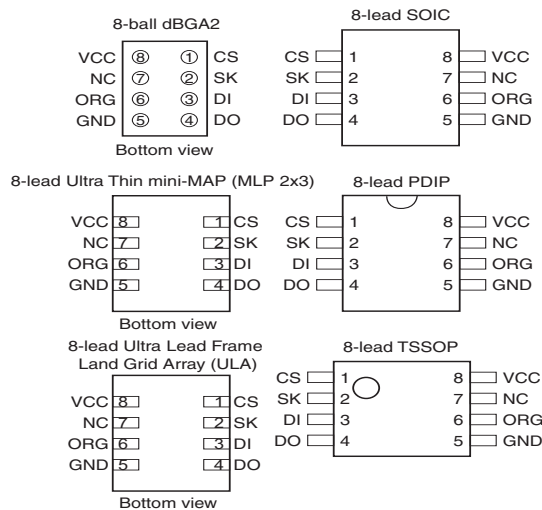 8-ball dBGA2
VCC 8 1 CS
NC 7 2 SK
ORG 6 3 DI
GND 5 4 DO
Bottom view
8-lead SOIC
CS 1 8 VCC
SK 2 7 NC
DI 3 6 ORG
DO 4 5 GND
8-lead Ultra Thin mini-MAP (MLP 2x3)
VCC 8 1 CS
NC 7 2 SK
ORG 6 3 DI
GND 5 4 DO
Bottom view
8-lead PDIP
CS 1 8 VCC
SK 2 7 NC
DI 3 6 ORG
DO 4 5 GND
8-lead Ultra Lead Frame
Land Grid Array (ULA)
VCC 8 1 CS
NC 7 2 SK
ORG 6 3 DI
GND 5 4 DO
Bottom view
8-lead TSSOP
CS 1 8 VCC
SK 2 7 NC
DI 3 6 ORG
DO 4 5 GND